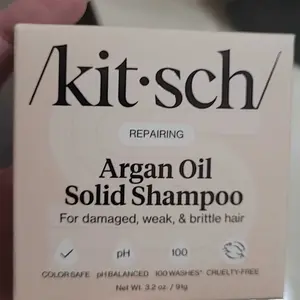 /kit·sch/
REPAIRING
Argan Oil
Solid Shampoo
For damaged, weak, & brittle hair
pH 100
COLOR SAFE pH BALANCED 100 WASHES* CRUELTY-FREE
Net Wt. 3.2 oz. / 91g